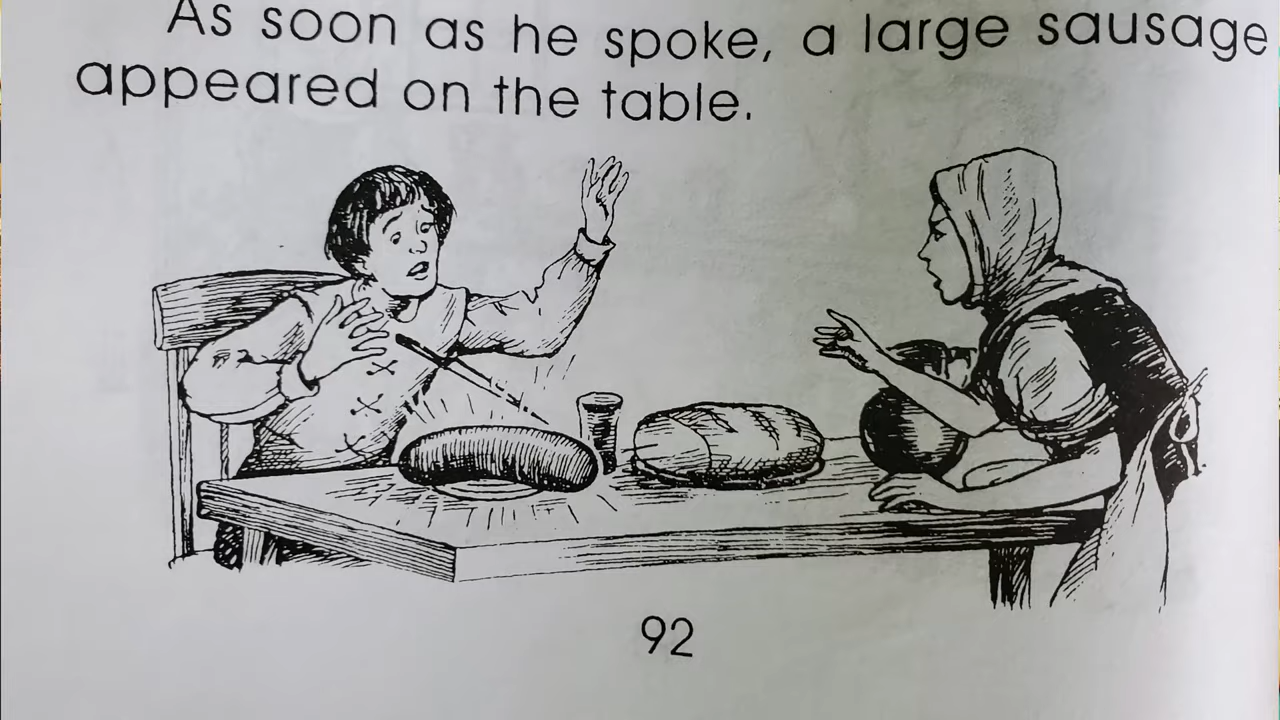 As soon as he spoke, a large sausage
appeared on the table.
92